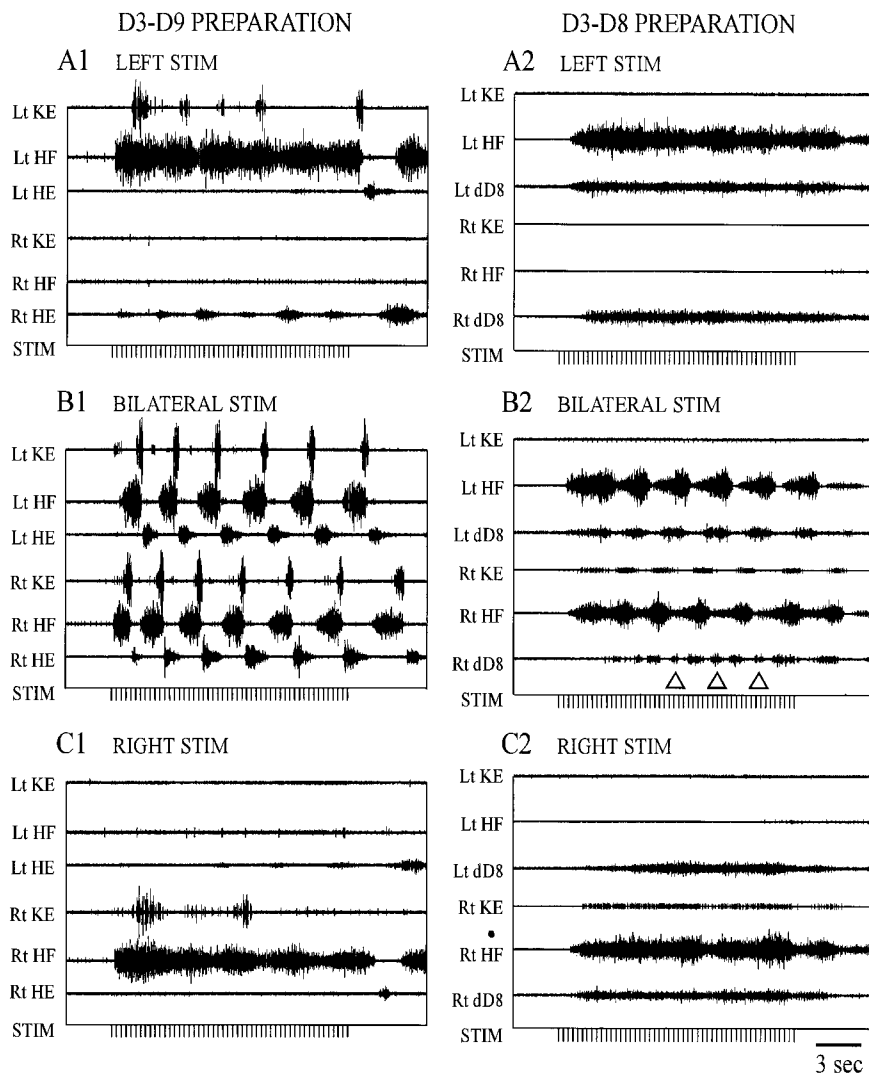 D3-D9 PREPARATION
D3-D8 PREPARATION
A1 LEFT STIM
Lt KE
Lt HF
Lt HE
Rt KE
Rt HF
Rt HE
STIM
A2 LEFT STIM
Lt KE
Lt HF
Lt dD8
Rt KE
Rt HF
Rt dD8
STIM
B1 BILATERAL STIM
Lt KE
Lt HF
Lt HE
Rt KE
Rt HF
Rt HE
STIM
B2 BILATERAL STIM
Lt KE
Lt HF
Lt dD8
Rt KE
Rt HF
Rt dD8
STIM
C1 RIGHT STIM
Lt KE
Lt HF
Lt HE
Rt KE
Rt HF
Rt HE
STIM
C2 RIGHT STIM
Lt KE
Lt HF
Lt dD8
Rt KE
Rt HF
Rt dD8
STIM
3 sec